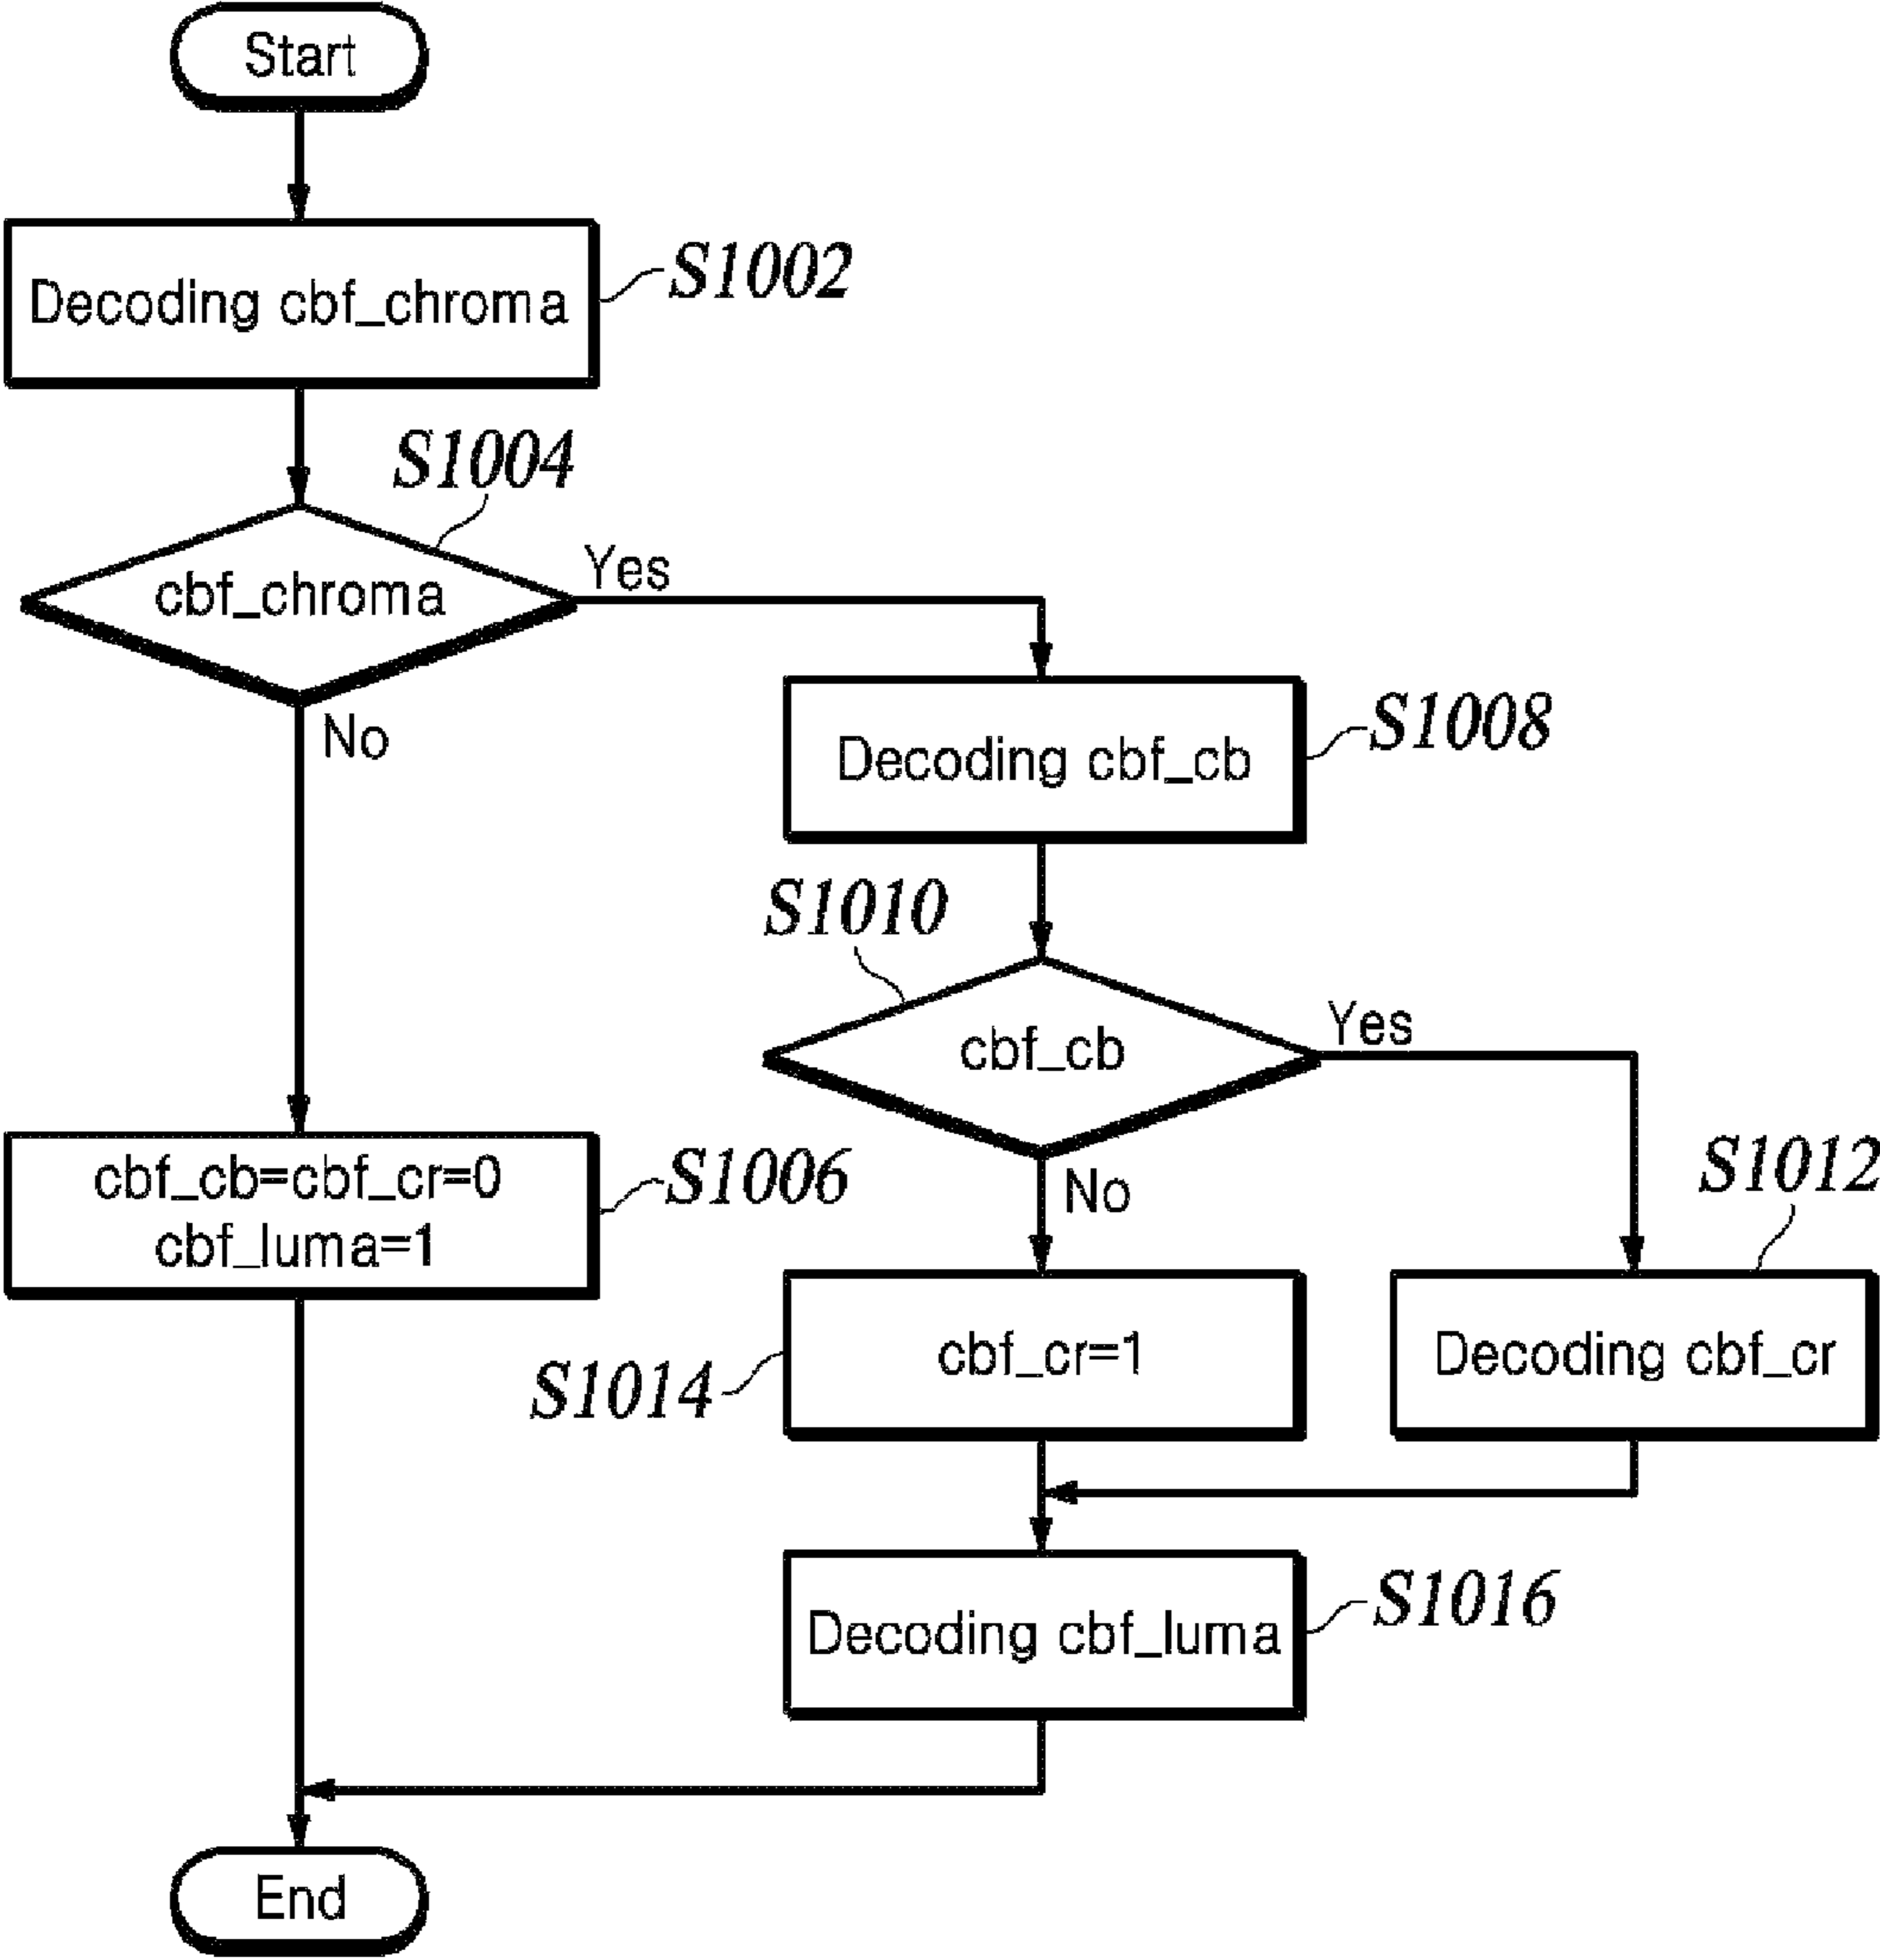 Start
Decoding cbf_chroma
S1002
S1004
cbf_chroma
Yes
No
Decoding cbf_cb
S1008
S1010
cbf_cb
Yes
No
cbf_cb=cbf_cr=0
cbf_luma=1
S1006
S1012
cbf_cr=1
S1014
Decoding cbf_cr
Decoding cbf_luma
S1016
End